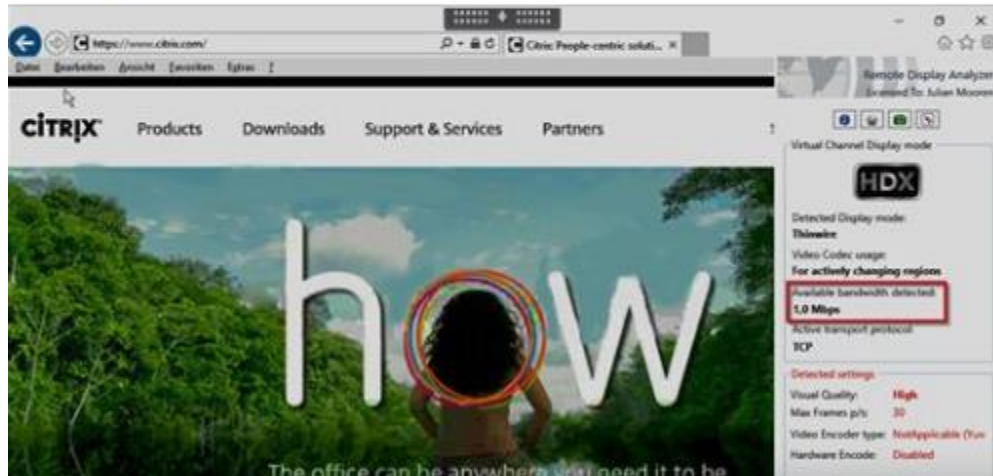 https://www.citrix.com/
Citrix People-centric soluti... ×
Datei Bearbeiten Ansicht Favoriten Extras ?
CİTRIX
Products Downloads Support & Services Partners
how
The office can be anywhere you need it to be
Remote Display Analyzer
Licensed To: Julian Mooren
Virtual Channel Display mode
HDX
Detected Display mode:
Thinwire
Video Codec usage:
For actively changing regions
Available bandwidth detected:
1,0 Mbps
Active transport protocol:
TCP
Detected settings
Visual Quality: High
Max Frames p/s: 30
Video Encoder type: NotApplicable (Yuv
Hardware Encode: Disabled